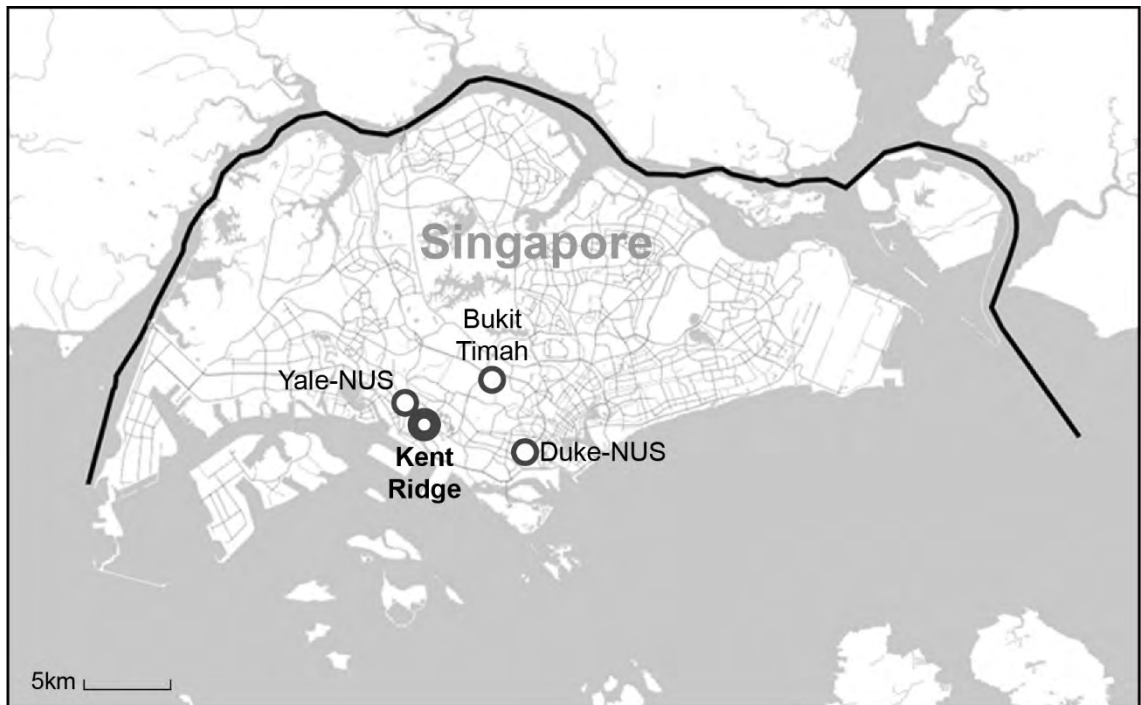 Singapore
Bukit
Timah
Yale-NUS
Kent
Ridge
Duke-NUS
5km